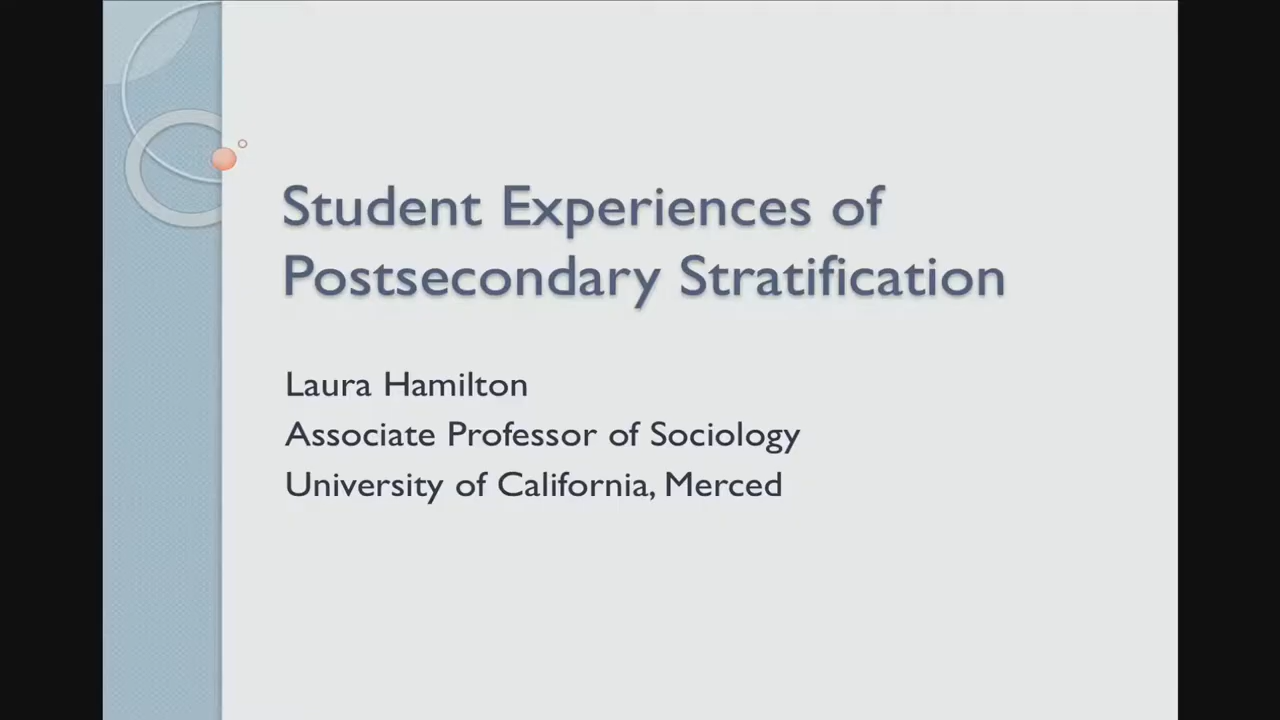 Student Experiences of
Postsecondary Stratification
Laura Hamilton
Associate Professor of Sociology
University of California, Merced